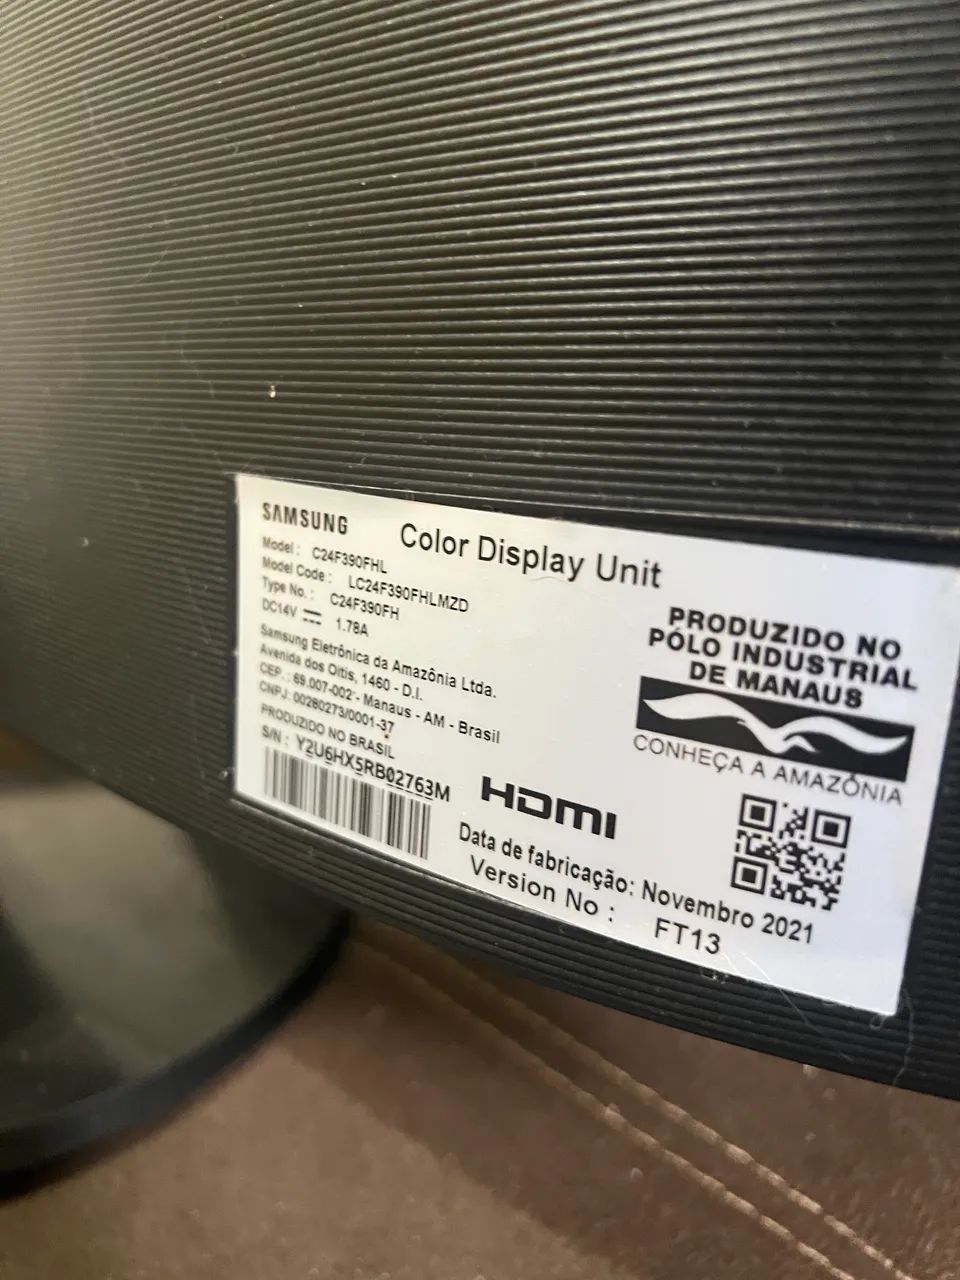 SAMSUNG
Color Display Unit
Model : C24F390FHL
Model Code : LC24F390FHLMZD
Type No. : C24F390FH
DC14V 1.78A
Samsung Eletrônica da Amazônia Ltda.
Avenida dos Oitis, 1460 - D.I.
CEP. : 69.007-002 - Manaus - AM - Brasil
CNPJ: 00280273/0001-37
PRODUZIDO NO BRASIL
S/N : Y2U6HX5RB02763M
PRODUZIDO NO
PÓLO INDUSTRIAL
DE MANAUS
CONHEÇA A AMAZÔNIA
HDMI
Data de fabricação: Novembro 2021
Version No : FT13